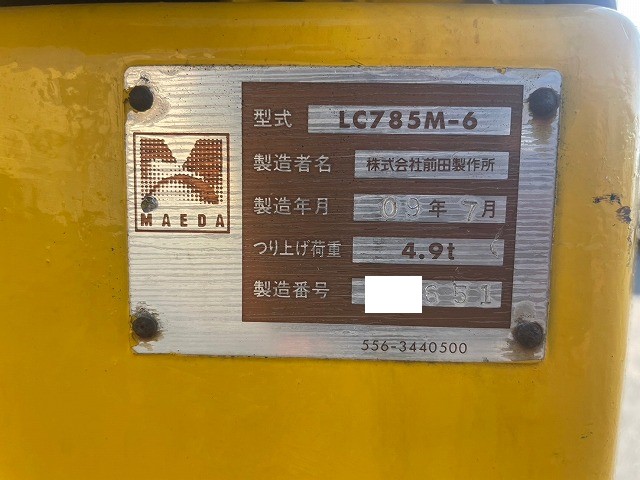 型式 LC785M-6
製造者名 株式会社前田製作所
製造年月 09年 7月
つり上げ荷重 4.9t
製造番号 651
MAEDA
556-3440500